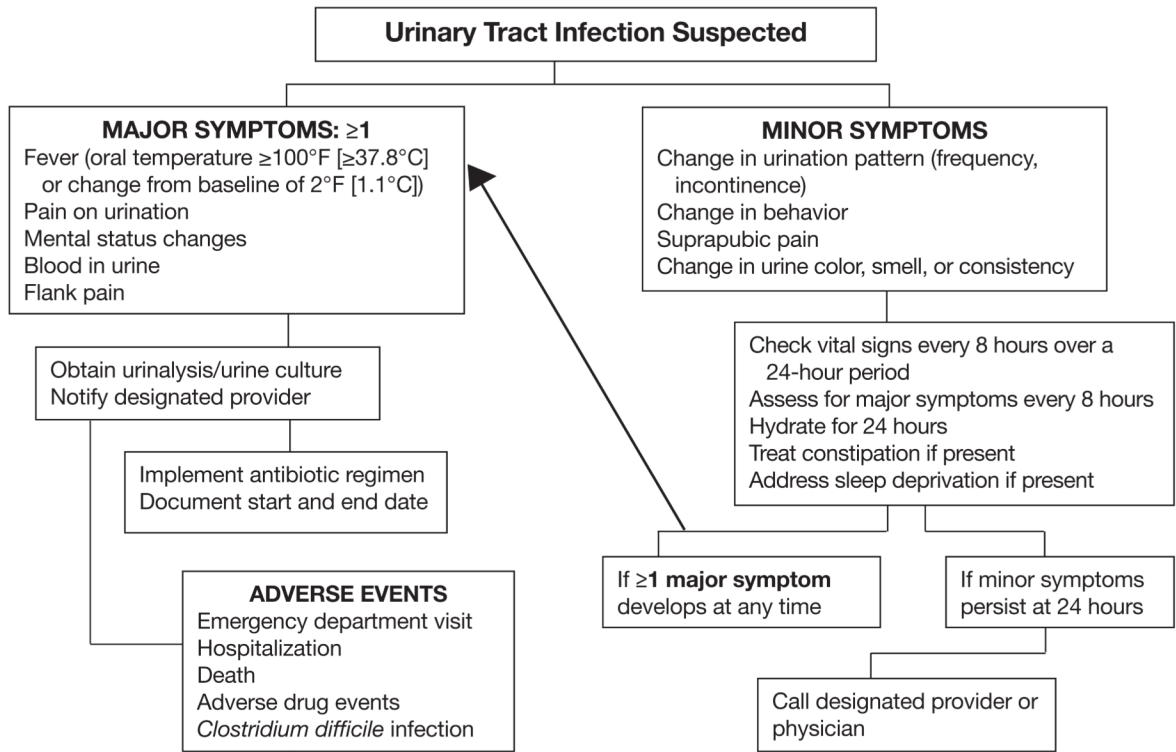 Urinary Tract Infection Suspected
MAJOR SYMPTOMS: ≥1
Fever (oral temperature ≥100°F [≥37.8°C]
or change from baseline of 2°F [1.1°C])
Pain on urination
Mental status changes
Blood in urine
Flank pain
MINOR SYMPTOMS
Change in urination pattern (frequency,
incontinence)
Change in behavior
Suprapubic pain
Change in urine color, smell, or consistency
Obtain urinalysis/urine culture
Notify designated provider
Check vital signs every 8 hours over a
24-hour period
Assess for major symptoms every 8 hours
Hydrate for 24 hours
Treat constipation if present
Address sleep deprivation if present
Implement antibiotic regimen
Document start and end date
If ≥1 major symptom
develops at any time
If minor symptoms
persist at 24 hours
ADVERSE EVENTS
Emergency department visit
Hospitalization
Death
Adverse drug events
Clostridium difficile infection
Call designated provider or
physician